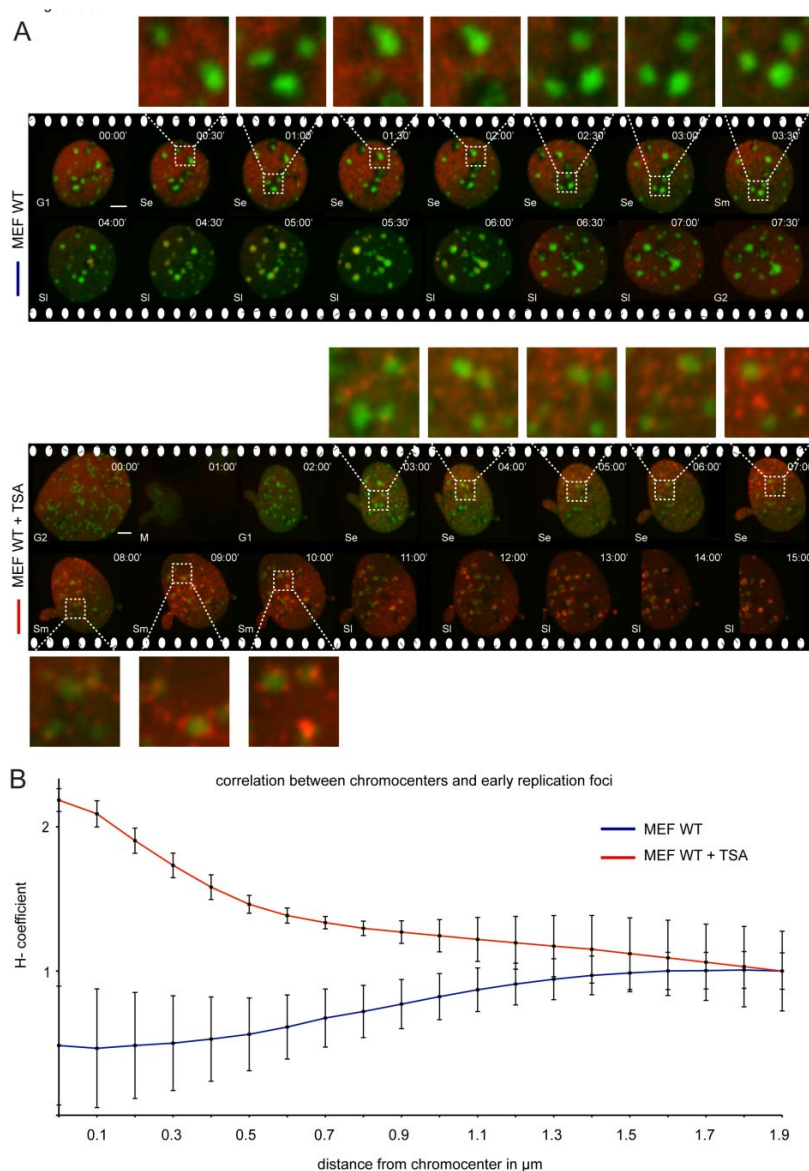 A
MEF WT
00:00' 00:30' 01:00' 01:30' 02:00' 02:30' 03:00' 03:30'
G1 Se Se Se Se Se Se Sm
04:00' 04:30' 05:00' 05:30' 06:00' 06:30' 07:00' 07:30'
Sl Sl Sl Sl Sl Sl Sl G2
MEF WT + TSA
00:00' 01:00' 02:00' 03:00' 04:00' 05:00' 06:00' 07:00
G2 M G1 Se Se Se Se Se
08:00' 09:00' 10:00' 11:00' 12:00' 13:00' 14:00' 15:00
Sm Sm Sm Sl Sl Sl Sl Sl
B
correlation between chromocenters and early replication foci
MEF WT
MEF WT + TSA
H- coefficient
2
1
0.1 0.3 0.5 0.7 0.9 1.1 1.3 1.5 1.7 1.9
distance from chromocenter in µm